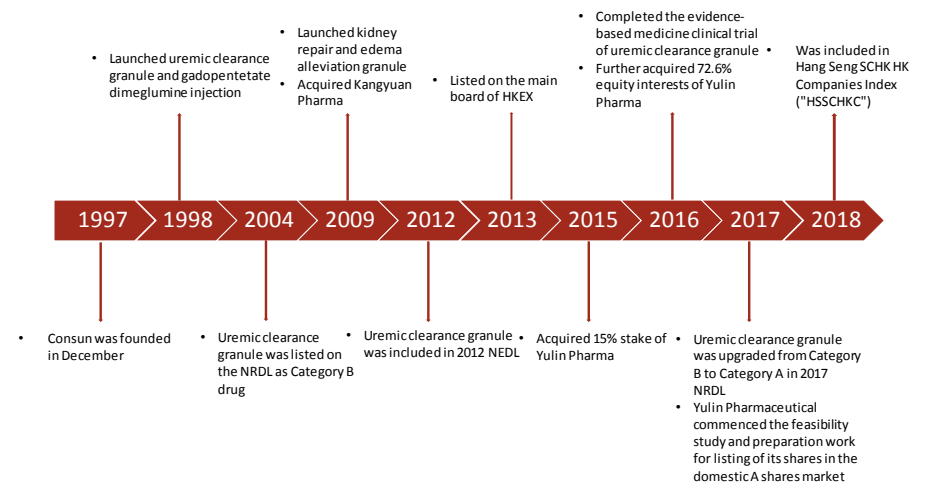 • Launched uremic clearance
granule and gadopentetate
dimeglumine injection
• Launched kidney
repair and edema
alleviation granule
• Acquired Kangyuan
Pharma
• Listed on the main
board of HKEX
• Completed the evidence-
based medicine clinical trial
of uremic clearance granule
• Further acquired 72.6%
equity interests of Yulin
Pharma
• Was included in
Hang Seng SCHK HK
Companies Index
("HSSCHKC")
1997 1998 2004 2009 2012 2013 2015 2016 2017 2018
• Consun was founded
in December
• Uremic clearance
granule was listed on
the NRDL as Category B
drug
• Uremic clearance granule
was included in 2012 NEDL
• Acquired 15% stake of
Yulin Pharma
• Uremic clearance granule
was upgraded from Category
B to Category A in 2017
NRDL
• Yulin Pharmaceutical
commenced the feasibility
study and preparation work
for listing of its shares in the
domestic A shares market